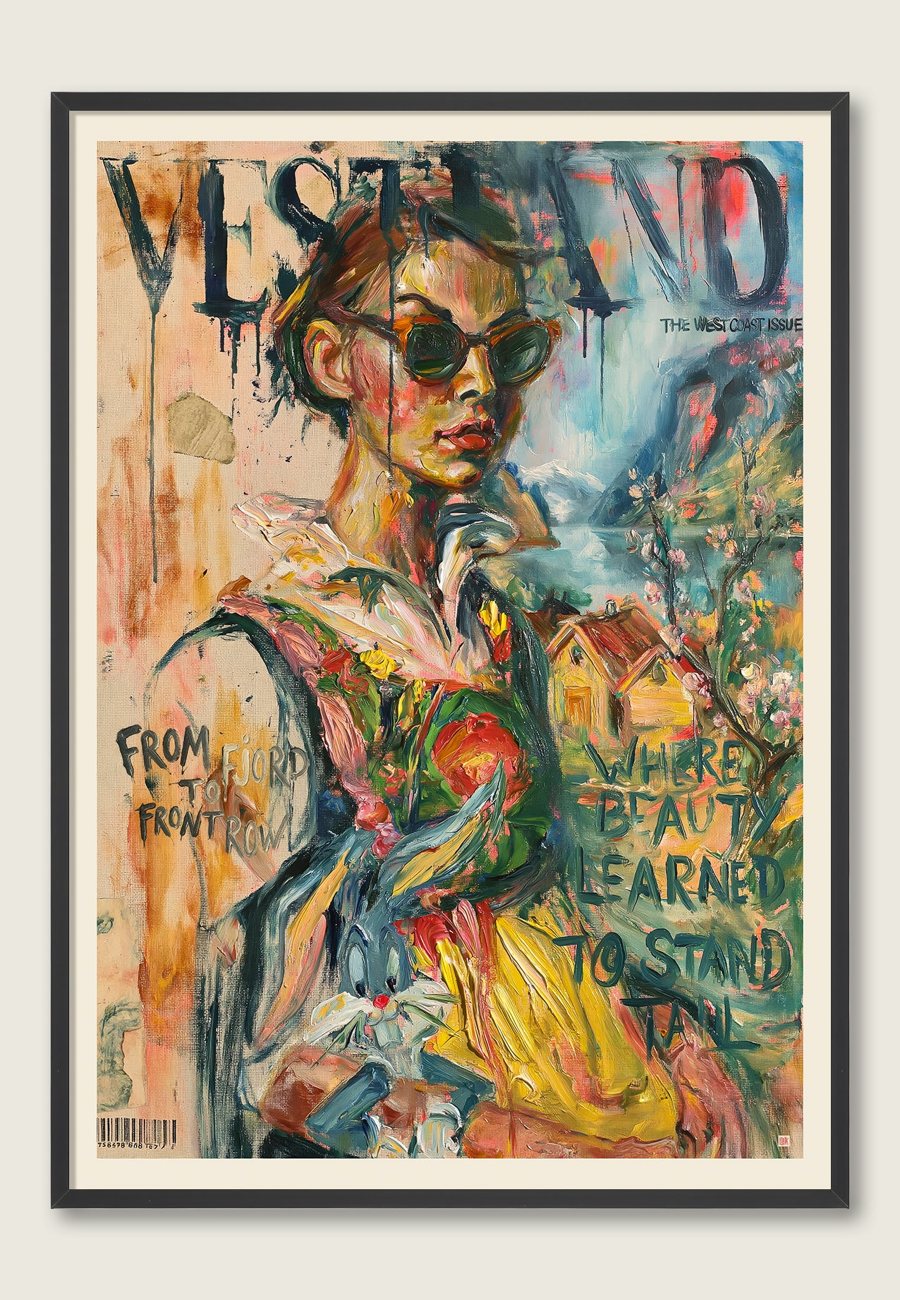 VESTLAND
THE WEST COAST ISSUE
FROM FJORD
TO
FRONT ROW
WHERE
BEAUTY
LEARNED
TO STAND
TALL